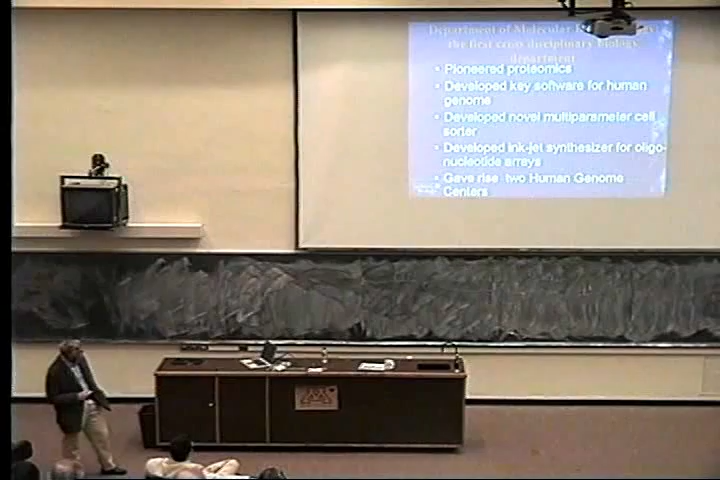 Department of Molecular
the first cross disciplinary biology
department
• Pioneered proteomics
• Developed key software for human
genome
• Developed novel multiparameter cell
sorter
• Developed ink-jet synthesizer for oligo-
nucleotide arrays
• Gave rise two Human Genome
Centers